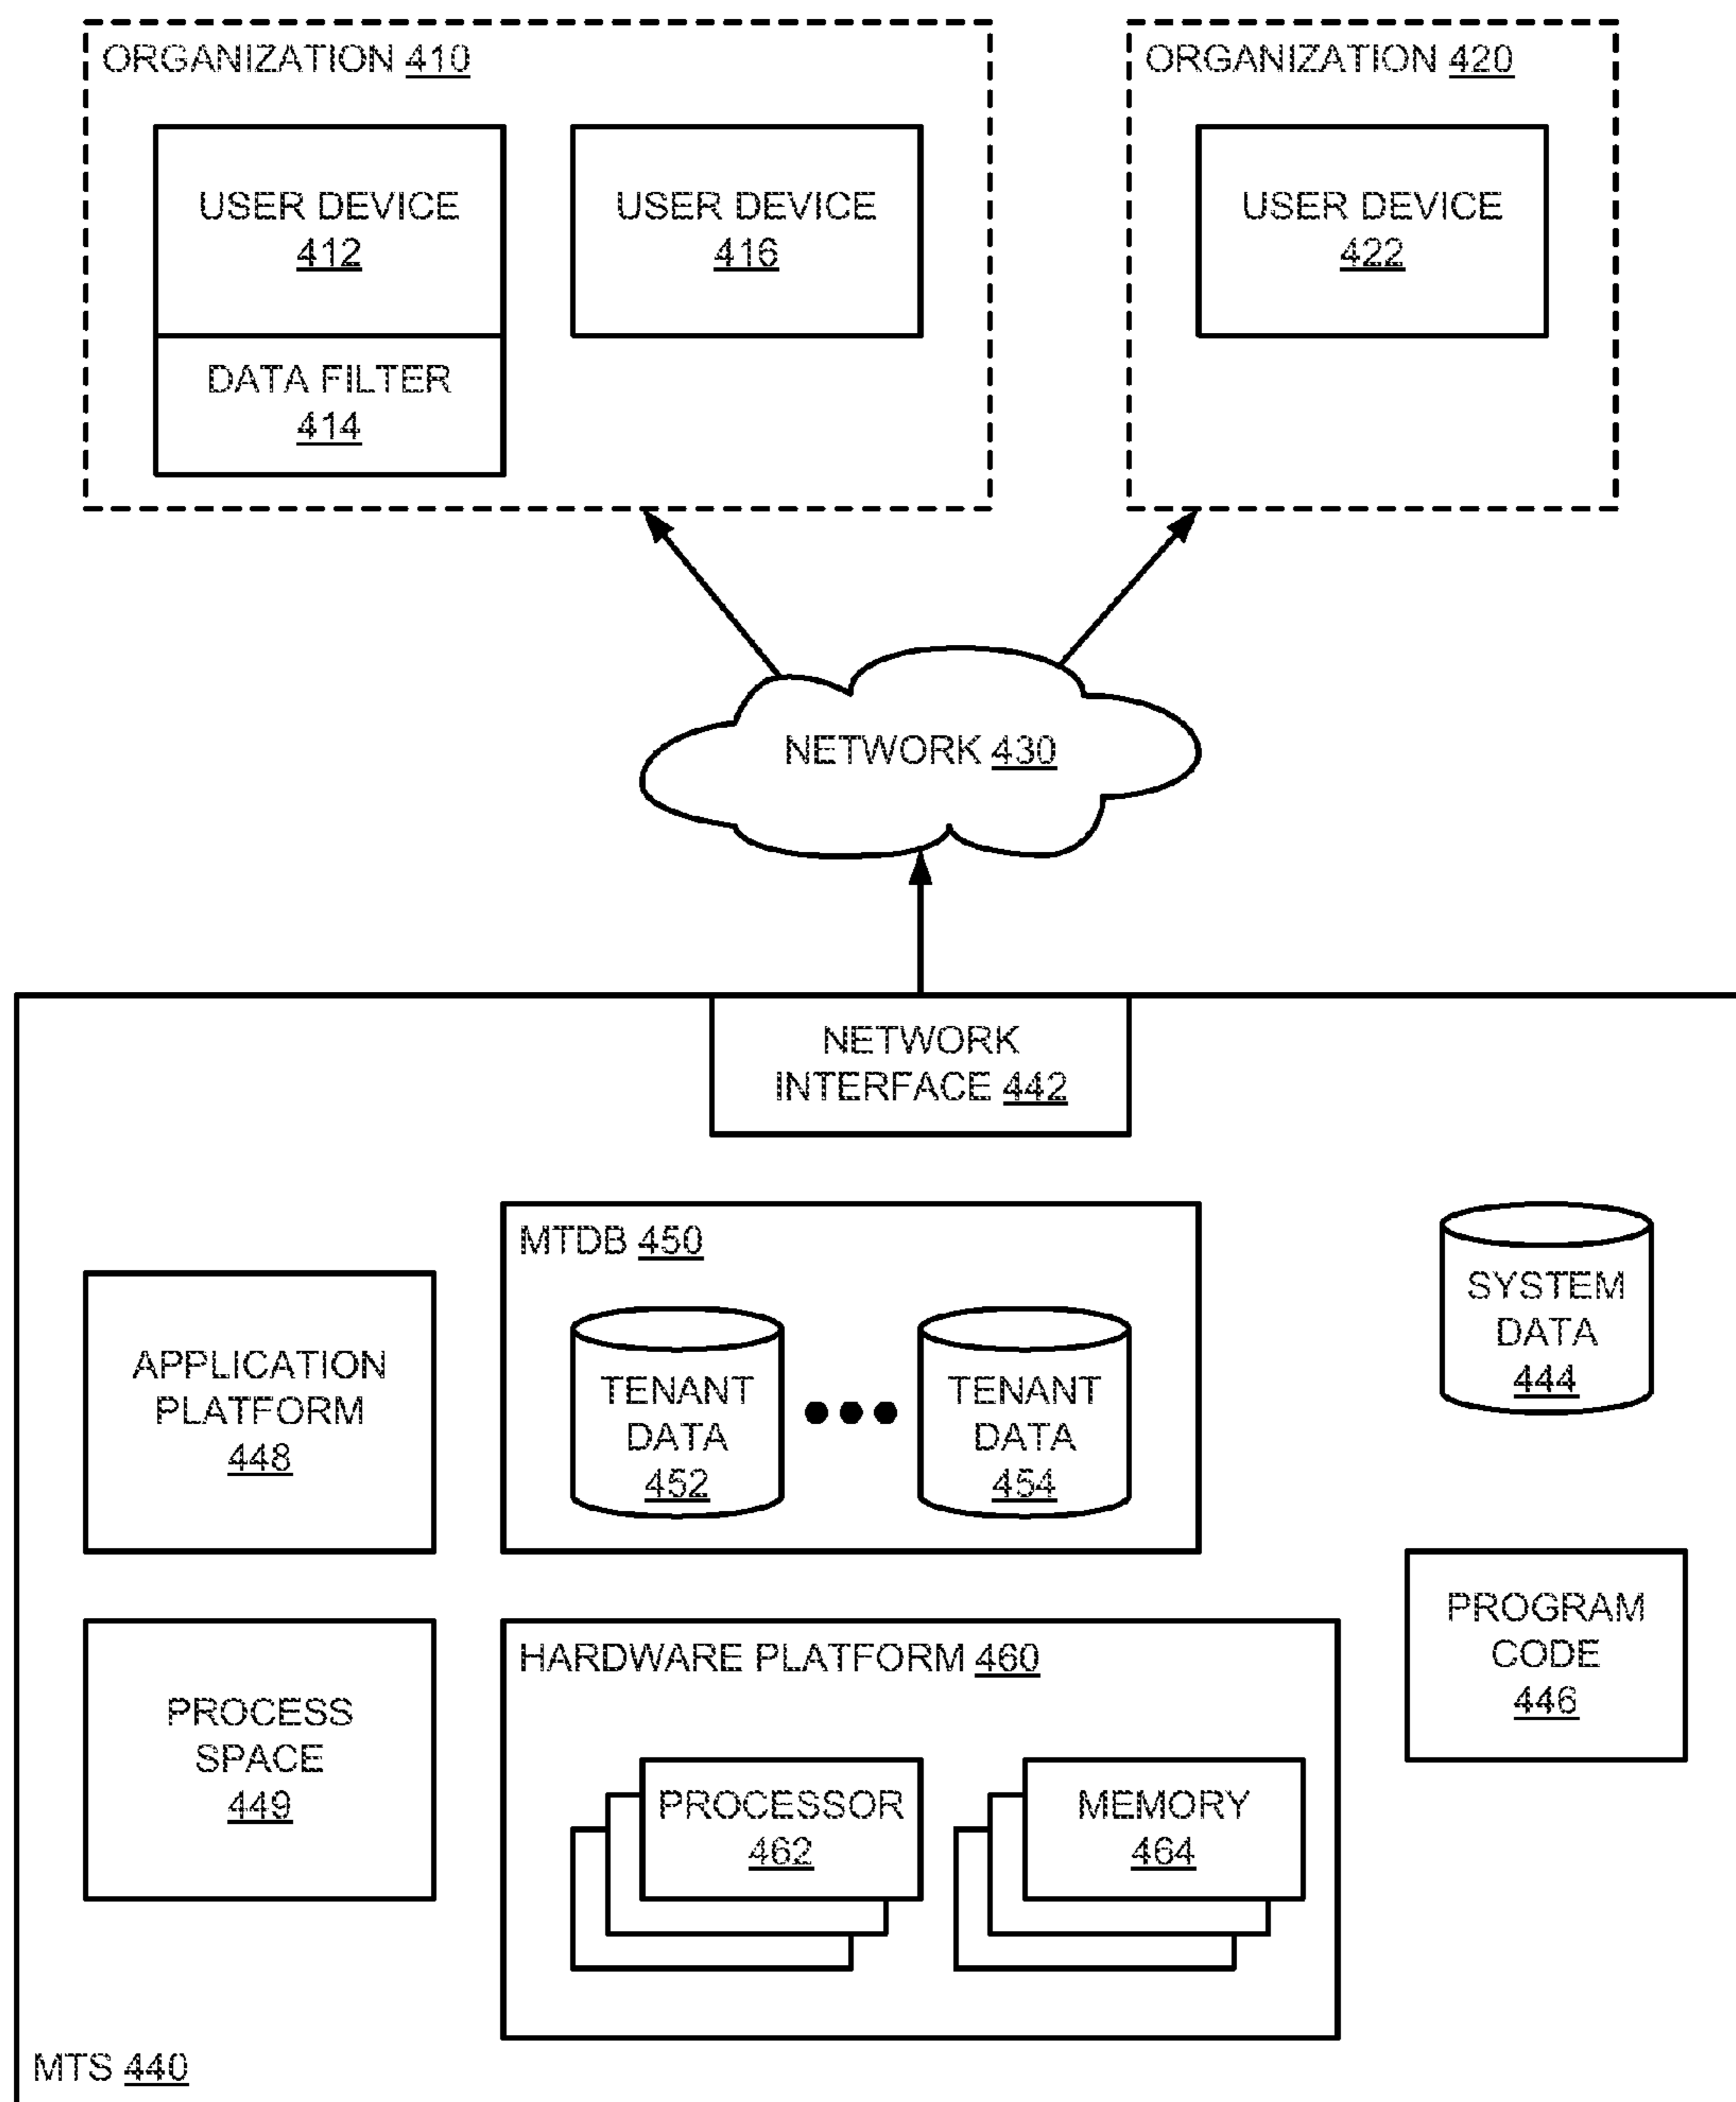 ORGANIZATION 410
ORGANIZATION 420
USER DEVICE
412
USER DEVICE
416
USER DEVICE
422
DATA FILTER
414
NETWORK 430
NETWORK
INTERFACE 442
MTDB 450
SYSTEM
DATA
444
APPLICATION
PLATFORM
448
TENANT
DATA
452
TENANT
DATA
454
PROGRAM
CODE
446
HARDWARE PLATFORM 460
PROCESS
SPACE
449
PROCESSOR
462
MEMORY
464
MTS 440